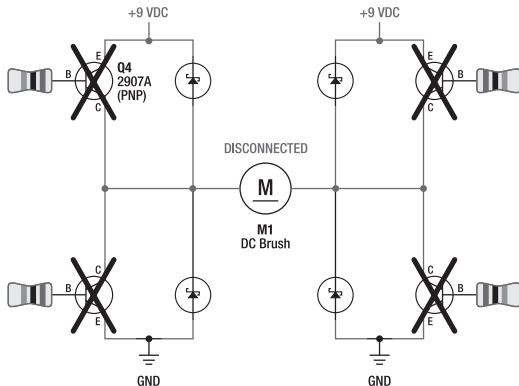 +9 VDC
+9 VDC
E
B
C
Q4
2907A
(PNP)
E
B
C
DISCONNECTED
M
M1
DC Brush
C
B
E
C
B
E
GND
GND